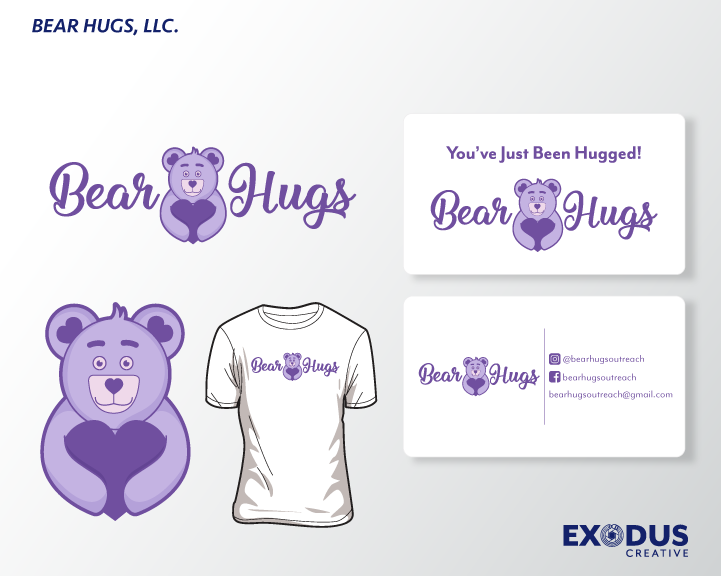 BEAR HUGS, LLC.
Bear Hugs
You've Just Been Hugged!
Bear Hugs
Bear Hugs
Bear Hugs
@bearhugsoutreach
bearhugsoutreach
bearhugsoutreach@gmail.com
EXODUS
CREATIVE